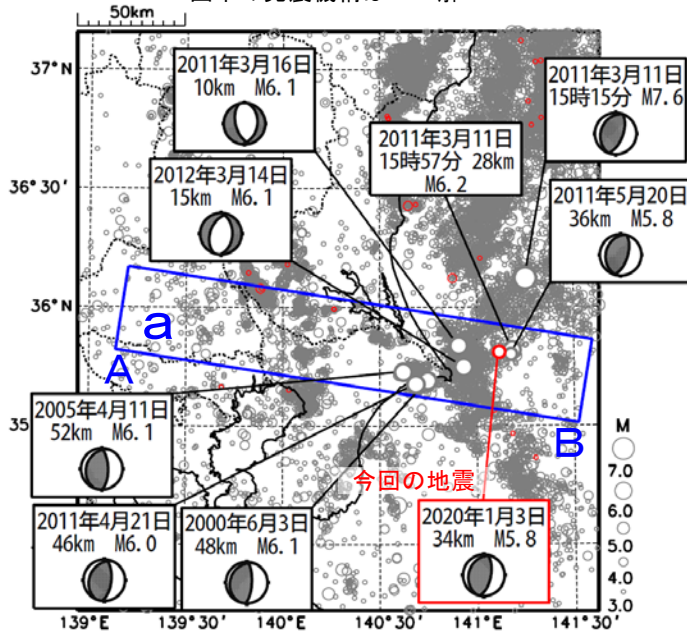 50km
37°N
36°30′
36°N
35°
139°E
139°30′
140°E
140°30′
141°E
141°30′
2011年3月16日
10km M6.1
2012年3月14日
15km M6.1
2011年3月11日
15時57分 28km
M6.2
2011年3月11日
15時15分 M7.6
2011年5月20日
36km M5.8
a
A
B
2005年4月11日
52km M6.1
2011年4月21日
46km M6.0
2000年6月3日
48km M6.1
今回の地震
2020年1月3日
34km M5.8
M
7.0
6.0
5.0
4.0
3.0